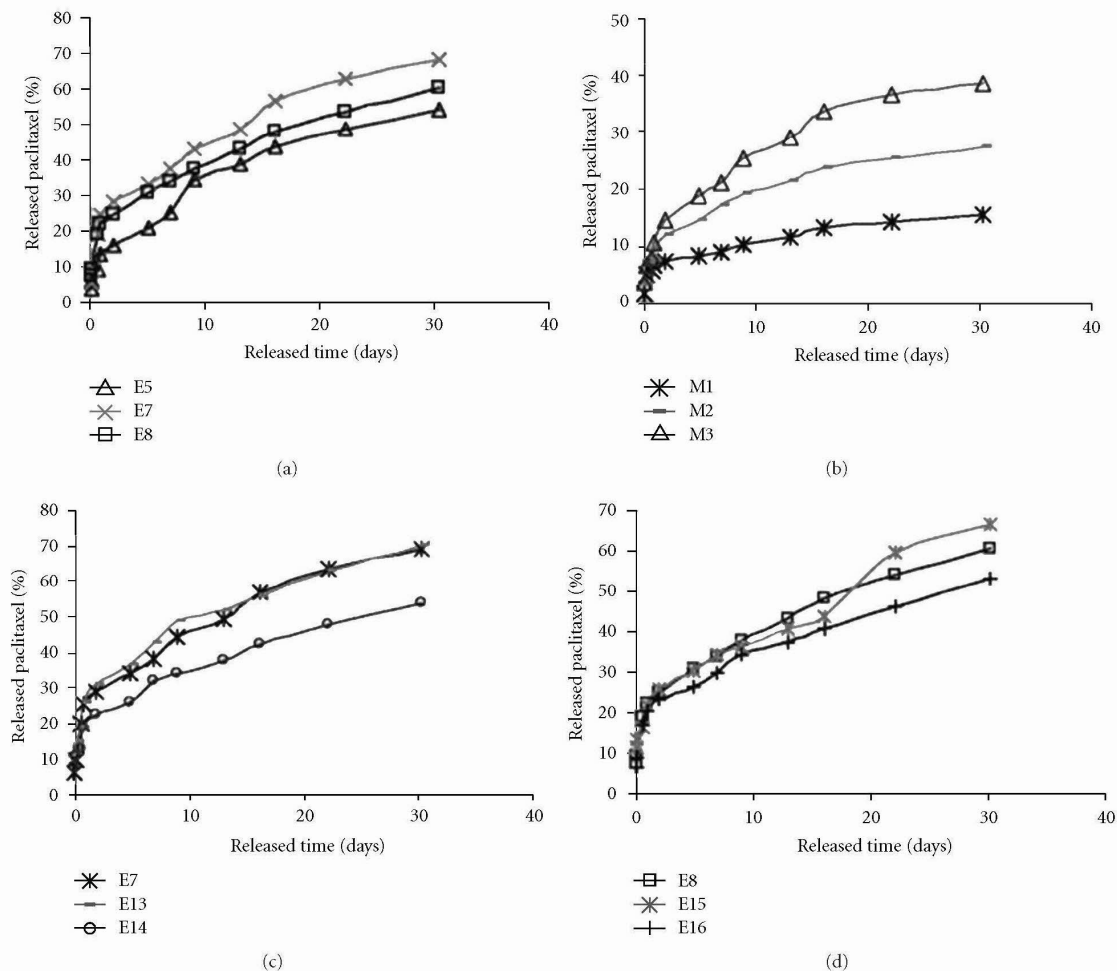 80
70
60
50
40
30
20
10
0
Released paclitaxel (%)
0 10 20 30 40
Released time (days)
E5
E7
E8
(a)
50
40
30
20
10
0
Released paclitaxel (%)
0 10 20 30 40
Released time (days)
M1
M2
M3
(b)
80
70
60
50
40
30
20
10
0
Released paclitaxel (%)
0 10 20 30 40
Released time (days)
E7
E13
E14
(c)
70
60
50
40
30
20
10
0
Released paclitaxel (%)
0 10 20 30 40
Released time (days)
E8
E15
E16
(d)